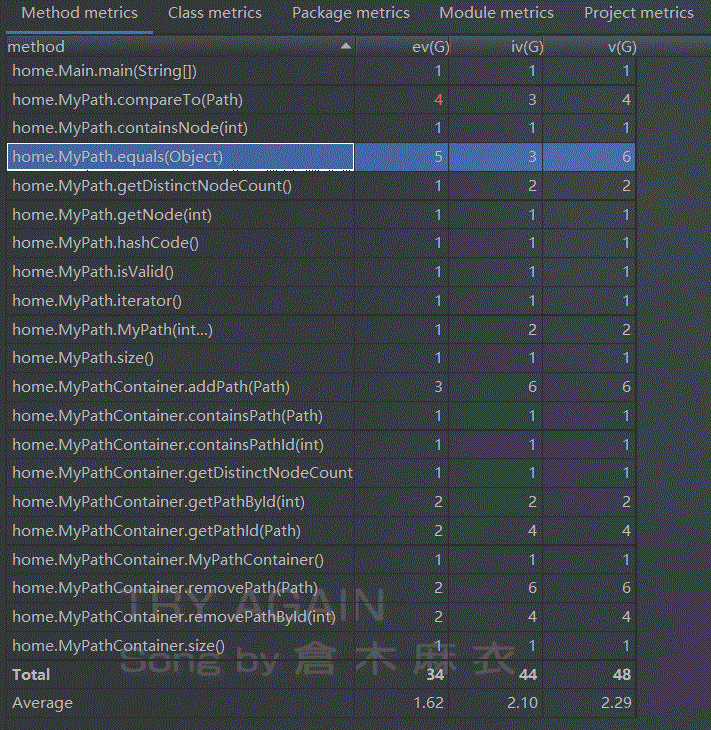 Method metrics Class metrics Package metrics Module metrics Project metrics
method ev(G) iv(G) v(G)
home.Main.main(String[]) 1 1 1
home.MyPath.compareTo(Path) 4 3 4
home.MyPath.containsNode(int) 1 1 1
home.MyPath.equals(Object) 5 3 6
home.MyPath.getDistinctNodeCount() 1 2 2
home.MyPath.getNode(int) 1 1 1
home.MyPath.hashCode() 1 1 1
home.MyPath.isValid() 1 1 1
home.MyPath.iterator() 1 1 1
home.MyPath.MyPath(int...) 1 2 2
home.MyPath.size() 1 1 1
home.MyPathContainer.addPath(Path) 3 6 6
home.MyPathContainer.containsPath(Path) 1 1 1
home.MyPathContainer.containsPathId(int) 1 1 1
home.MyPathContainer.getDistinctNodeCount 1 1 1
home.MyPathContainer.getPathById(int) 2 2 2
home.MyPathContainer.getPathId(Path) 2 4 4
home.MyPathContainer.MyPathContainer() 1 1 1
home.MyPathContainer.removePath(Path) 2 6 6
TRY AGAIN
home.MyPathContainer.removePathById(int) 2 4 4
home.MyPathContainer.size() 1 1 1
Song by 倉木麻衣
Total 34 44 48
Average 1.62 2.10 2.29